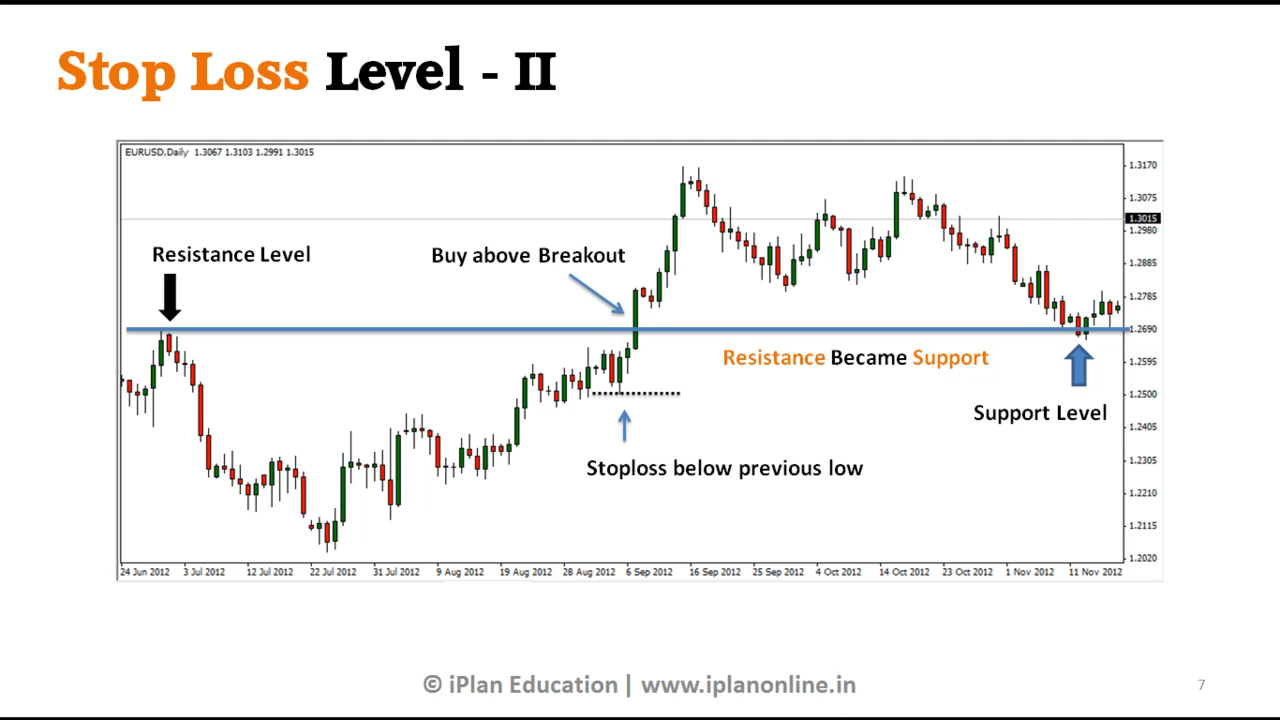 Stop Loss Level - II
EURUSD,Daily 1.3067 1.3103 1.2991 1.3015
1.3170
1.3075
1.3015
1.2980
Resistance Level
Buy above Breakout
1.2885
1.2785
1.2690
Resistance Became Support
1.2595
1.2500
Support Level
1.2405
Stoploss below previous low
1.2305
1.2210
1.2115
1.2020
24 Jun 2012 3 Jul 2012 12 Jul 2012 22 Jul 2012 31 Jul 2012 9 Aug 2012 19 Aug 2012 28 Aug 2012 6 Sep 2012 16 Sep 2012 25 Sep 2012 4 Oct 2012 14 Oct 2012 23 Oct 2012 1 Nov 2012 11 Nov 2012
© iPlan Education | www.iplanonline.in
7